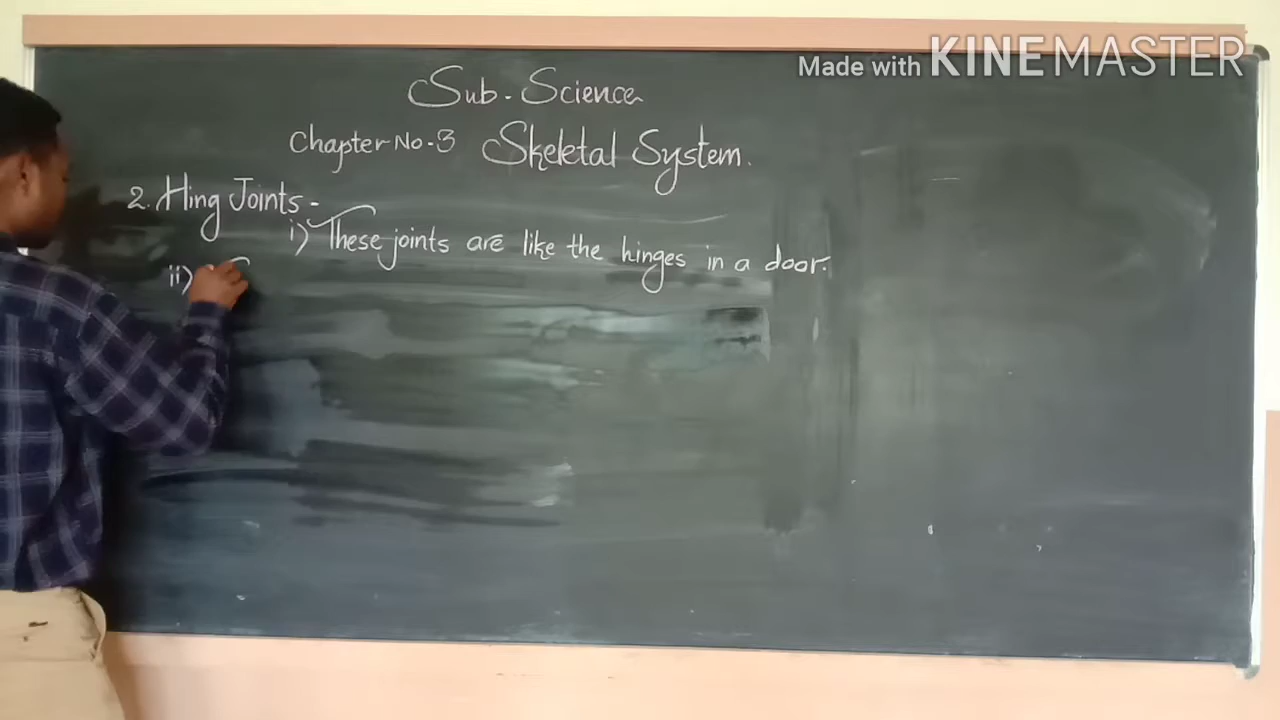 Made with KINEMASTER
Sub - Science
Chapter No - 3 Skeletal System.
2. Hing Joints -
i) These joints are like the hinges in a door.
ii)